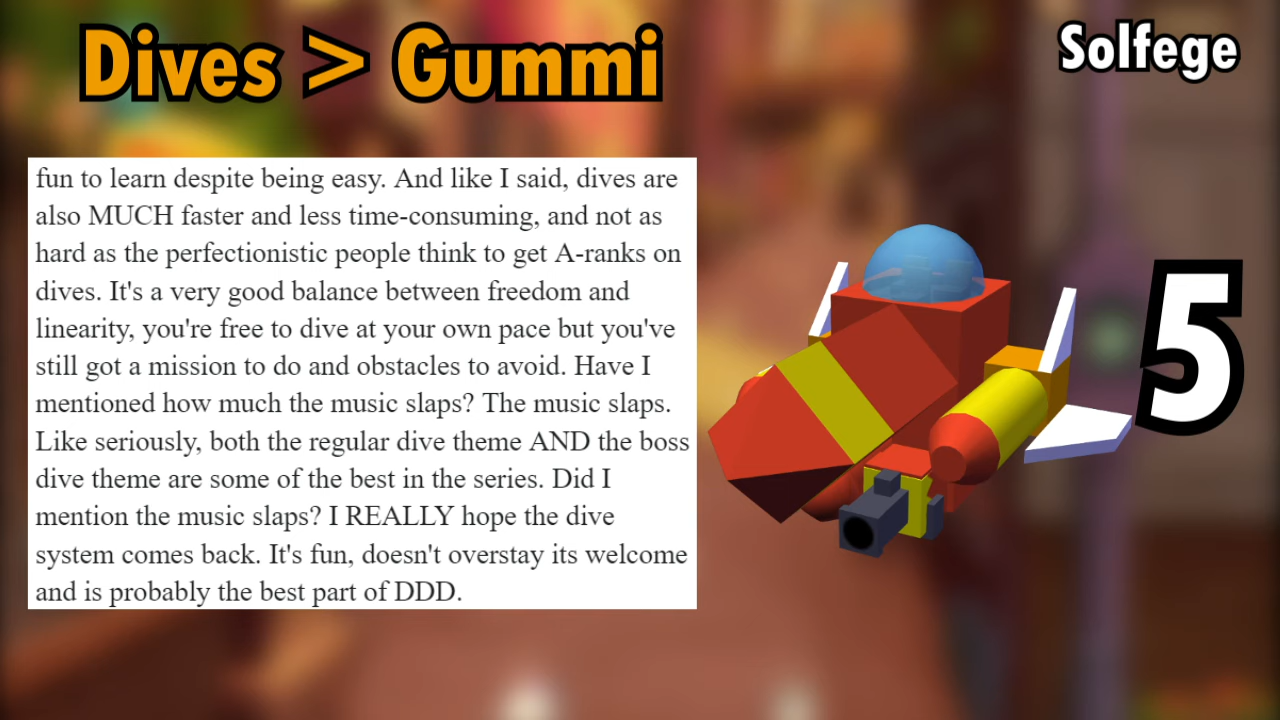 Dives > Gummi
Solfege
fun to learn despite being easy. And like I said, dives are
also MUCH faster and less time-consuming, and not as
hard as the perfectionistic people think to get A-ranks on
dives. It's a very good balance between freedom and
linearity, you're free to dive at your own pace but you've
still got a mission to do and obstacles to avoid. Have I
mentioned how much the music slaps? The music slaps.
Like seriously, both the regular dive theme AND the boss
dive theme are some of the best in the series. Did I
mention the music slaps? I REALLY hope the dive
system comes back. It's fun, doesn't overstay its welcome
and is probably the best part of DDD.
5